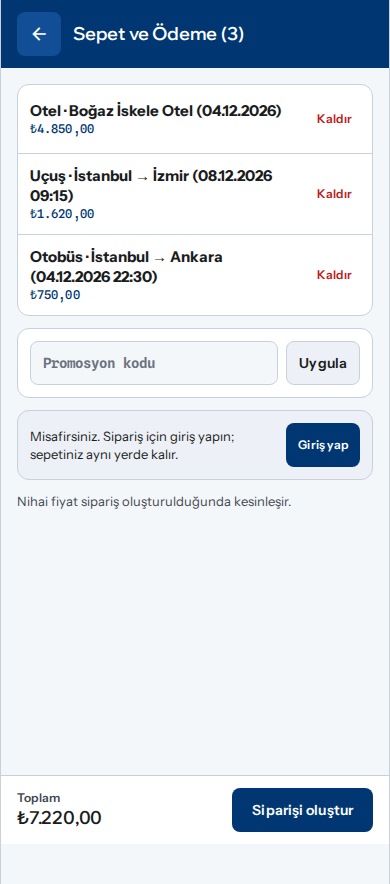 Sepet ve Ödeme (3)
Otel · Boğaz İskele Otel (04.12.2026)
₺4.850,00
Kaldır
Uçuş · İstanbul → İzmir (08.12.2026
09:15)
₺1.620,00
Kaldır
Otobüs · İstanbul → Ankara
(04.12.2026 22:30)
₺750,00
Kaldır
Promosyon kodu
Uygula
Misafirsiniz. Sipariş için giriş yapın;
sepetiniz aynı yerde kalır.
Giriş yap
Nihai fiyat sipariş oluşturulduğunda kesinleşir.
Toplam
₺7.220,00
Siparişi oluştur